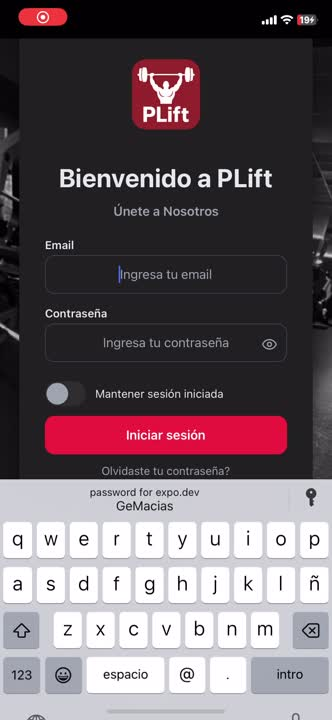 19
PLift
Bienvenido a PLift
Únete a Nosotros
Email
Ingresa tu email
Contraseña
Ingresa tu contraseña
Mantener sesión iniciada
Iniciar sesión
Olvidaste tu contraseña?
password for expo.dev
GeMacias
q w e r t y u i o p
a s d f g h j k l ñ
z x c v b n m
123 espacio @ . intro